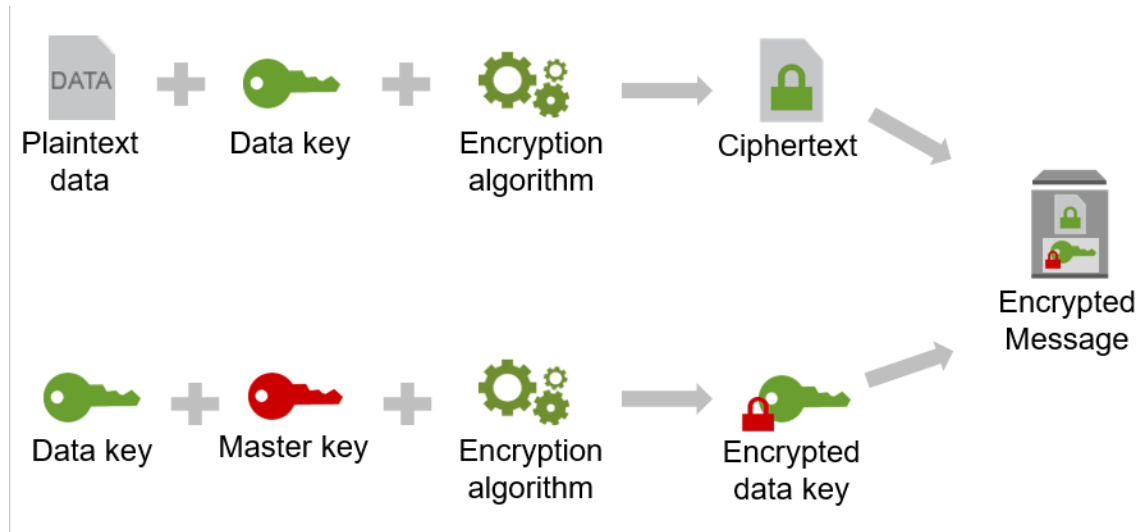 DATA
Plaintext
data
Data key
Encryption
algorithm
Ciphertext
Encrypted
Message
Data key
Master key
Encryption
algorithm
Encrypted
data key